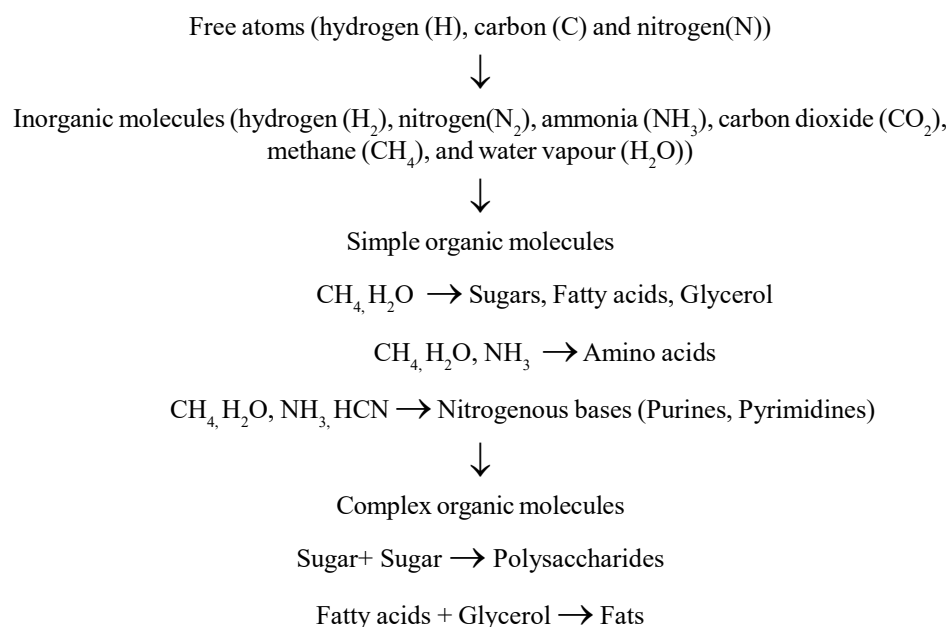 Free atoms (hydrogen (H), carbon (C) and nitrogen(N))
↓
Inorganic molecules (hydrogen (H₂), nitrogen(N₂), ammonia (NH₃), carbon dioxide (CO₂),
methane (CH₄), and water vapour (H₂O))
↓
Simple organic molecules
CH₄, H₂O → Sugars, Fatty acids, Glycerol
CH₄, H₂O, NH₃ → Amino acids
CH₄, H₂O, NH₃, HCN → Nitrogenous bases (Purines, Pyrimidines)
↓
Complex organic molecules
Sugar+ Sugar → Polysaccharides
Fatty acids + Glycerol → Fats